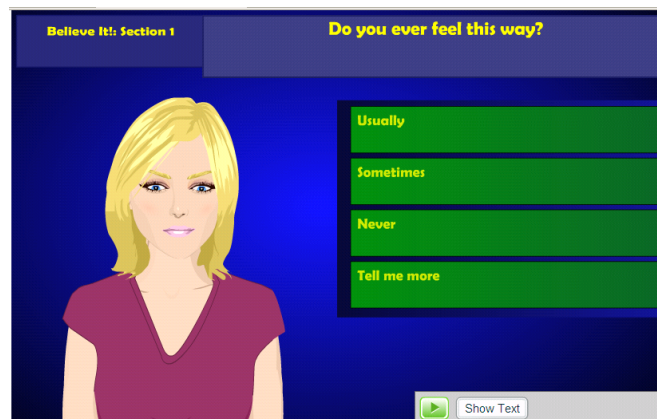 Believe It!: Section 1
Do you ever feel this way?
Usually
Sometimes
Never
Tell me more
Show Text